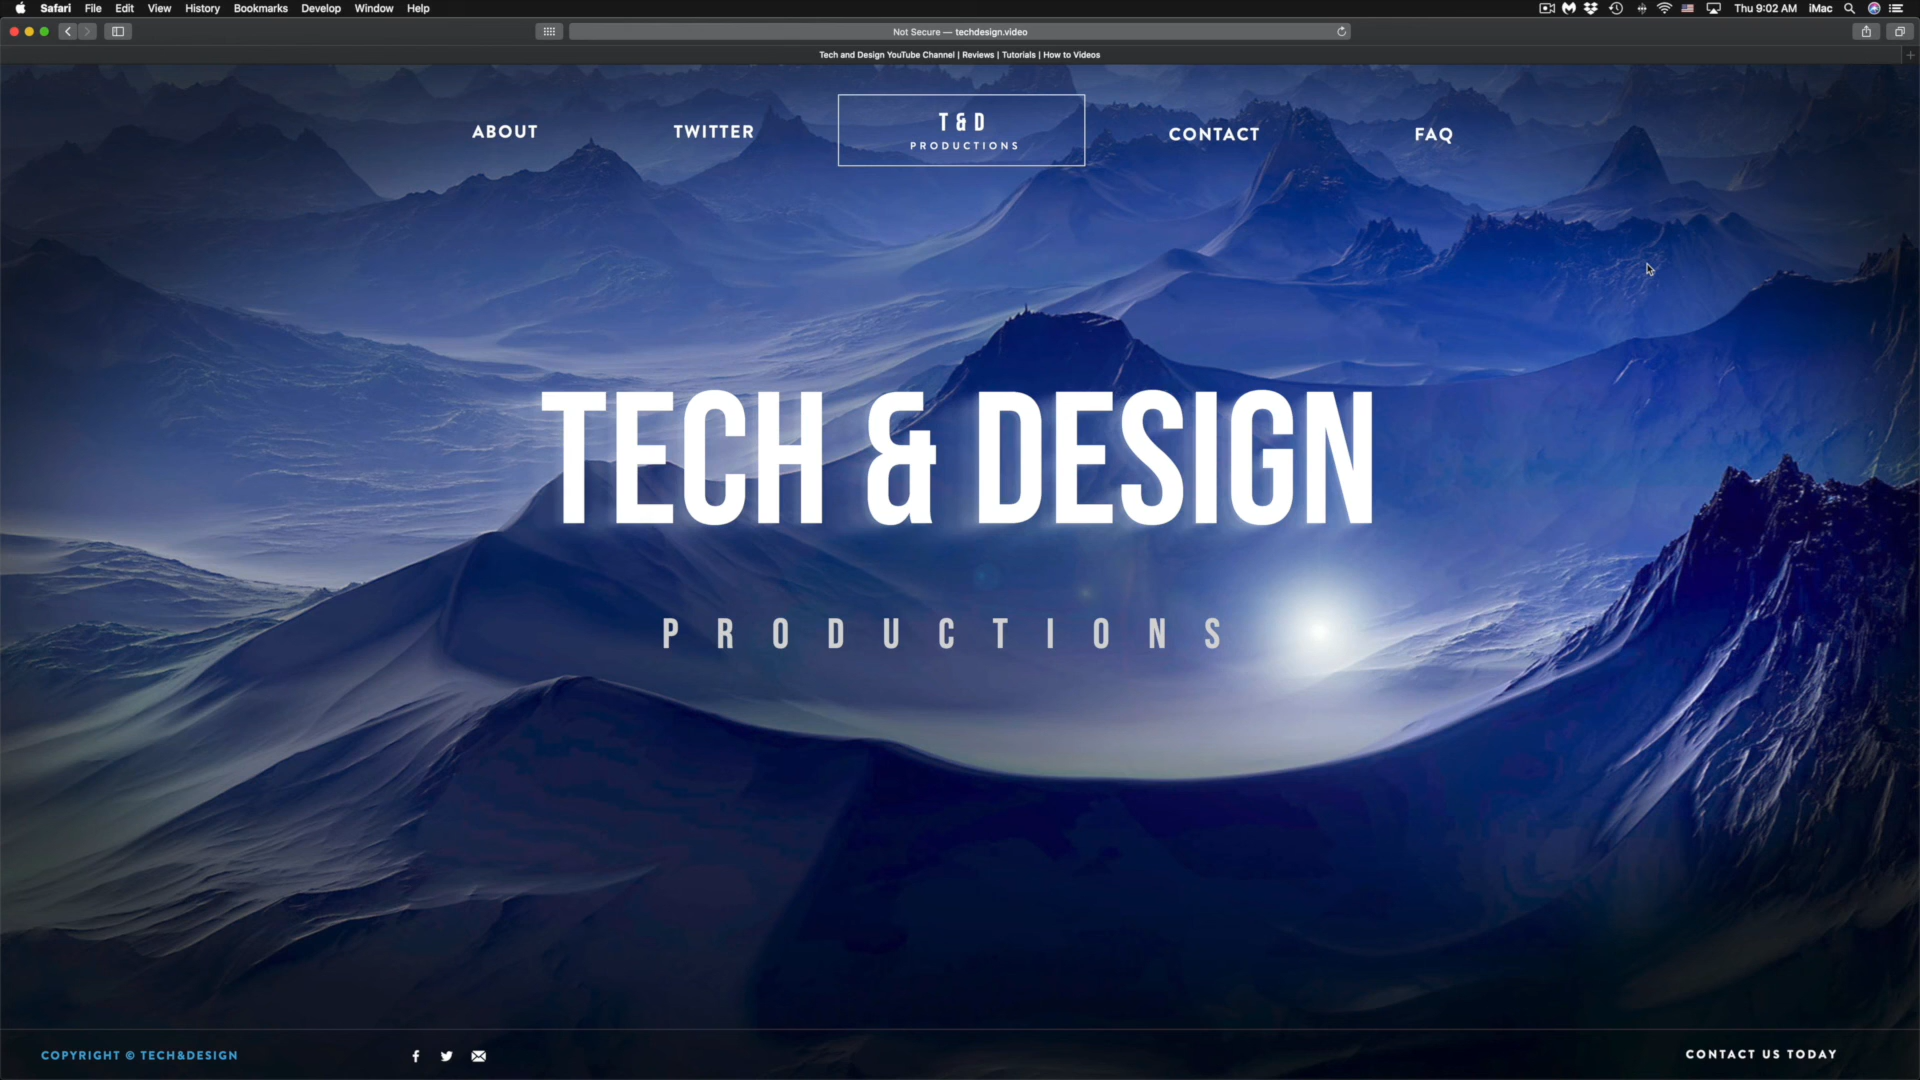 Safari File Edit View History Bookmarks Develop Window Help Thu 9:02 AM iMac
Not Secure — techdesign.video
Tech and Design YouTube Channel | Reviews | Tutorials | How to Videos
ABOUT TWITTER T & D CONTACT FAQ
PRODUCTIONS
TECH & DESIGN
PRODUCTIONS
COPYRIGHT © TECH&DESIGN CONTACT US TODAY